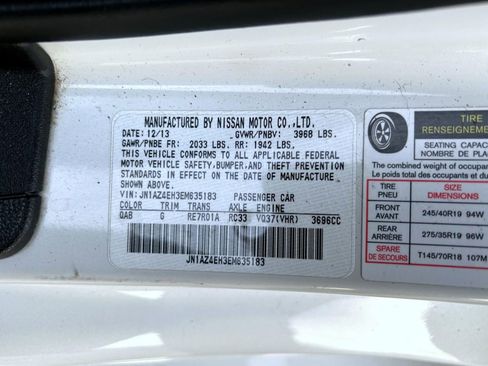 MANUFACTURED BY NISSAN MOTOR CO.,LTD.
DATE: 12/13 GVWR/PNBV: 3968 LBS.
GAWR/PNBE FR: 2033 LBS. RR: 1942 LBS.
THIS VEHICLE CONFORMS TO ALL APPLICABLE FEDERAL
MOTOR VEHICLE SAFETY,BUMPER,AND THEFT PREVENTION
STANDARDS IN EFFECT ON THE DATE OF MANUFACTURE
SHOWN ABOVE.
VIN: JN1AZ4EH3EM635183 PASSENGER CAR
COLOR TRIM TRANS AXLE ENGINE
QAB G RE7R01A RC33 VQ37(VHR) 3696CC
JN1AZ4EH3EM635183
TIRE
RENSEIGNEMEN
SEATING CAPAC
NOMBRE DE PLA
The combined weight of occupant
Le poids total des occupants et du
TIRE PNEU SIZE DIMENSIONS
FRONT AVANT 245/40R19 94W
REAR ARRIÈRE 275/35R19 96W
SPARE DE SECOURS T145/70R18 107M